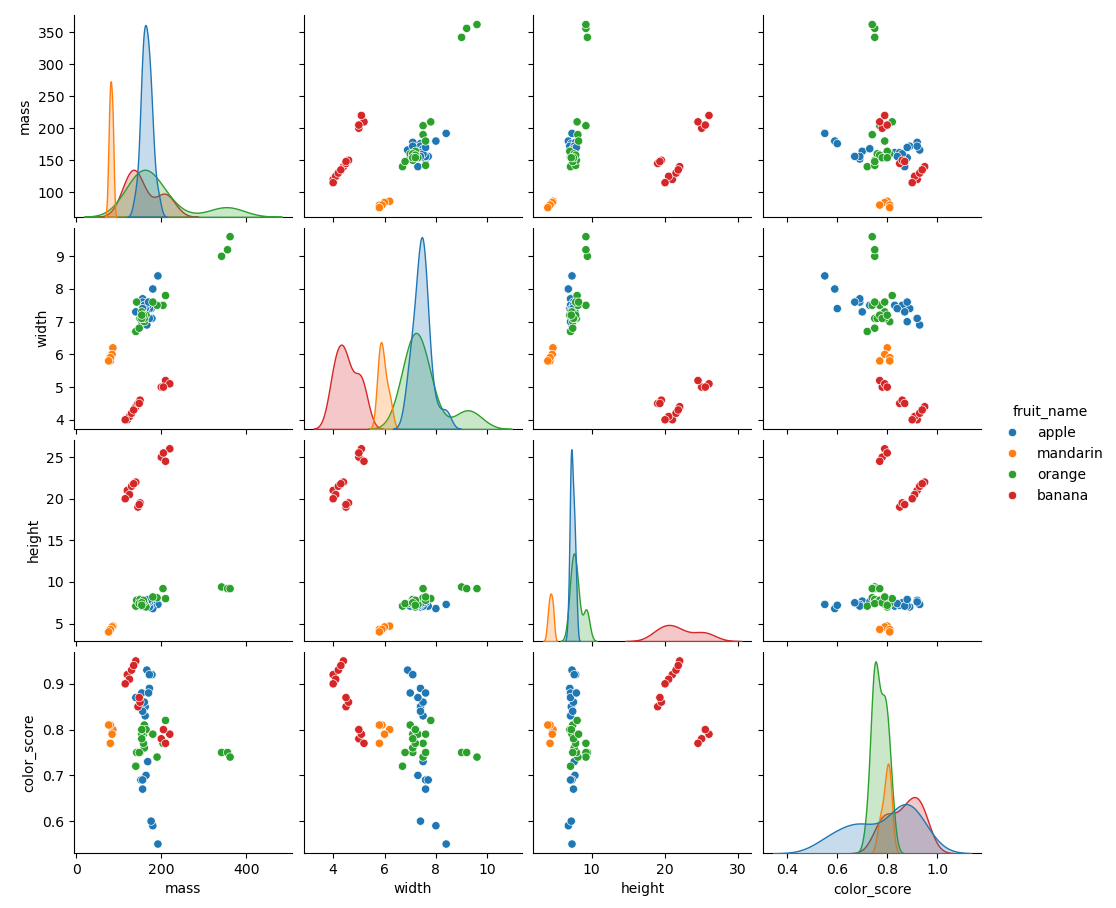 350
300
250
200
150
100
mass
9
8
7
6
5
4
width
25
20
15
10
5
height
0.9
0.8
0.7
0.6
color_score
0 200 400
mass
4 6 8 10
width
10 20 30
height
0.4 0.6 0.8 1.0
color_score
fruit_name
apple
mandarin
orange
banana